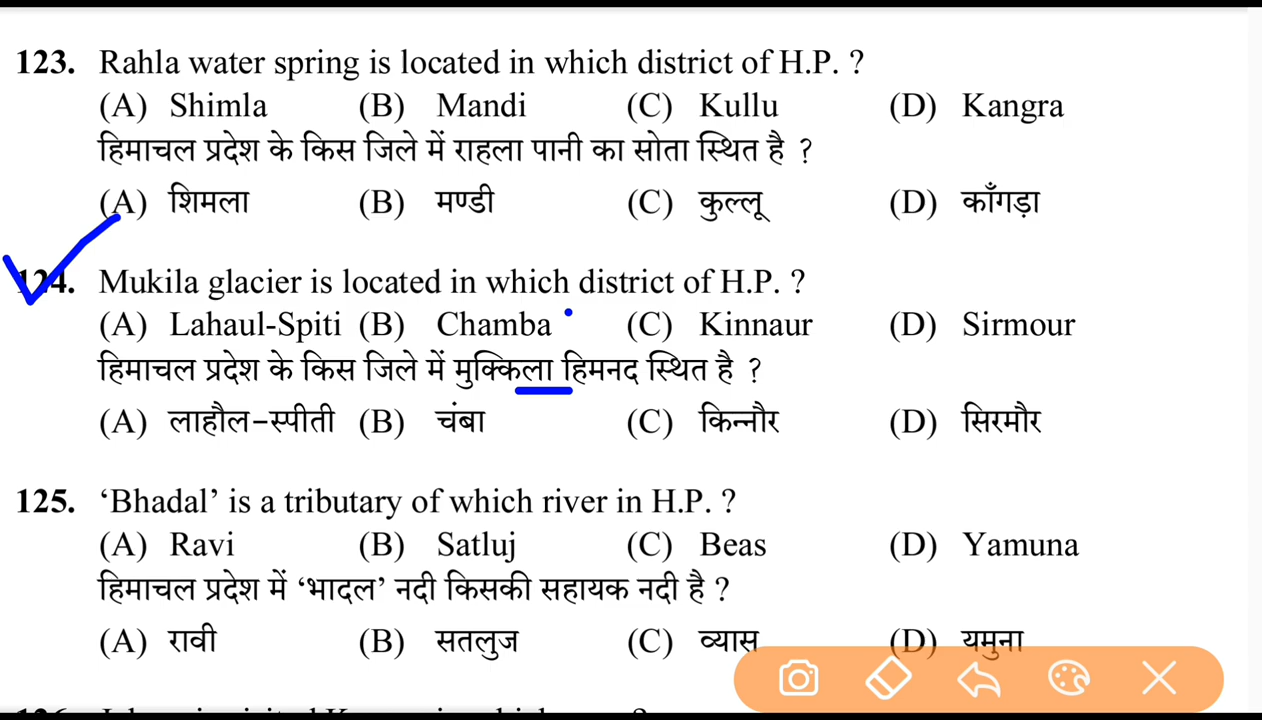 123. Rahla water spring is located in which district of H.P. ?
(A) Shimla (B) Mandi (C) Kullu (D) Kangra
हिमाचल प्रदेश के किस जिले में राहला पानी का सोता स्थित है ?
(A) शिमला (B) मण्डी (C) कुल्लू (D) काँगड़ा
124. Mukila glacier is located in which district of H.P. ?
(A) Lahaul-Spiti (B) Chamba (C) Kinnaur (D) Sirmour
हिमाचल प्रदेश के किस जिले में मुक्किला हिमनद स्थित है ?
(A) लाहौल-स्पीती (B) चंबा (C) किन्नौर (D) सिरमौर
125. ‘Bhadal’ is a tributary of which river in H.P. ?
(A) Ravi (B) Satluj (C) Beas (D) Yamuna
हिमाचल प्रदेश में ‘भादल’ नदी किसकी सहायक नदी है ?
(A) रावी (B) सतलुज (C) व्यास (D) यमुना